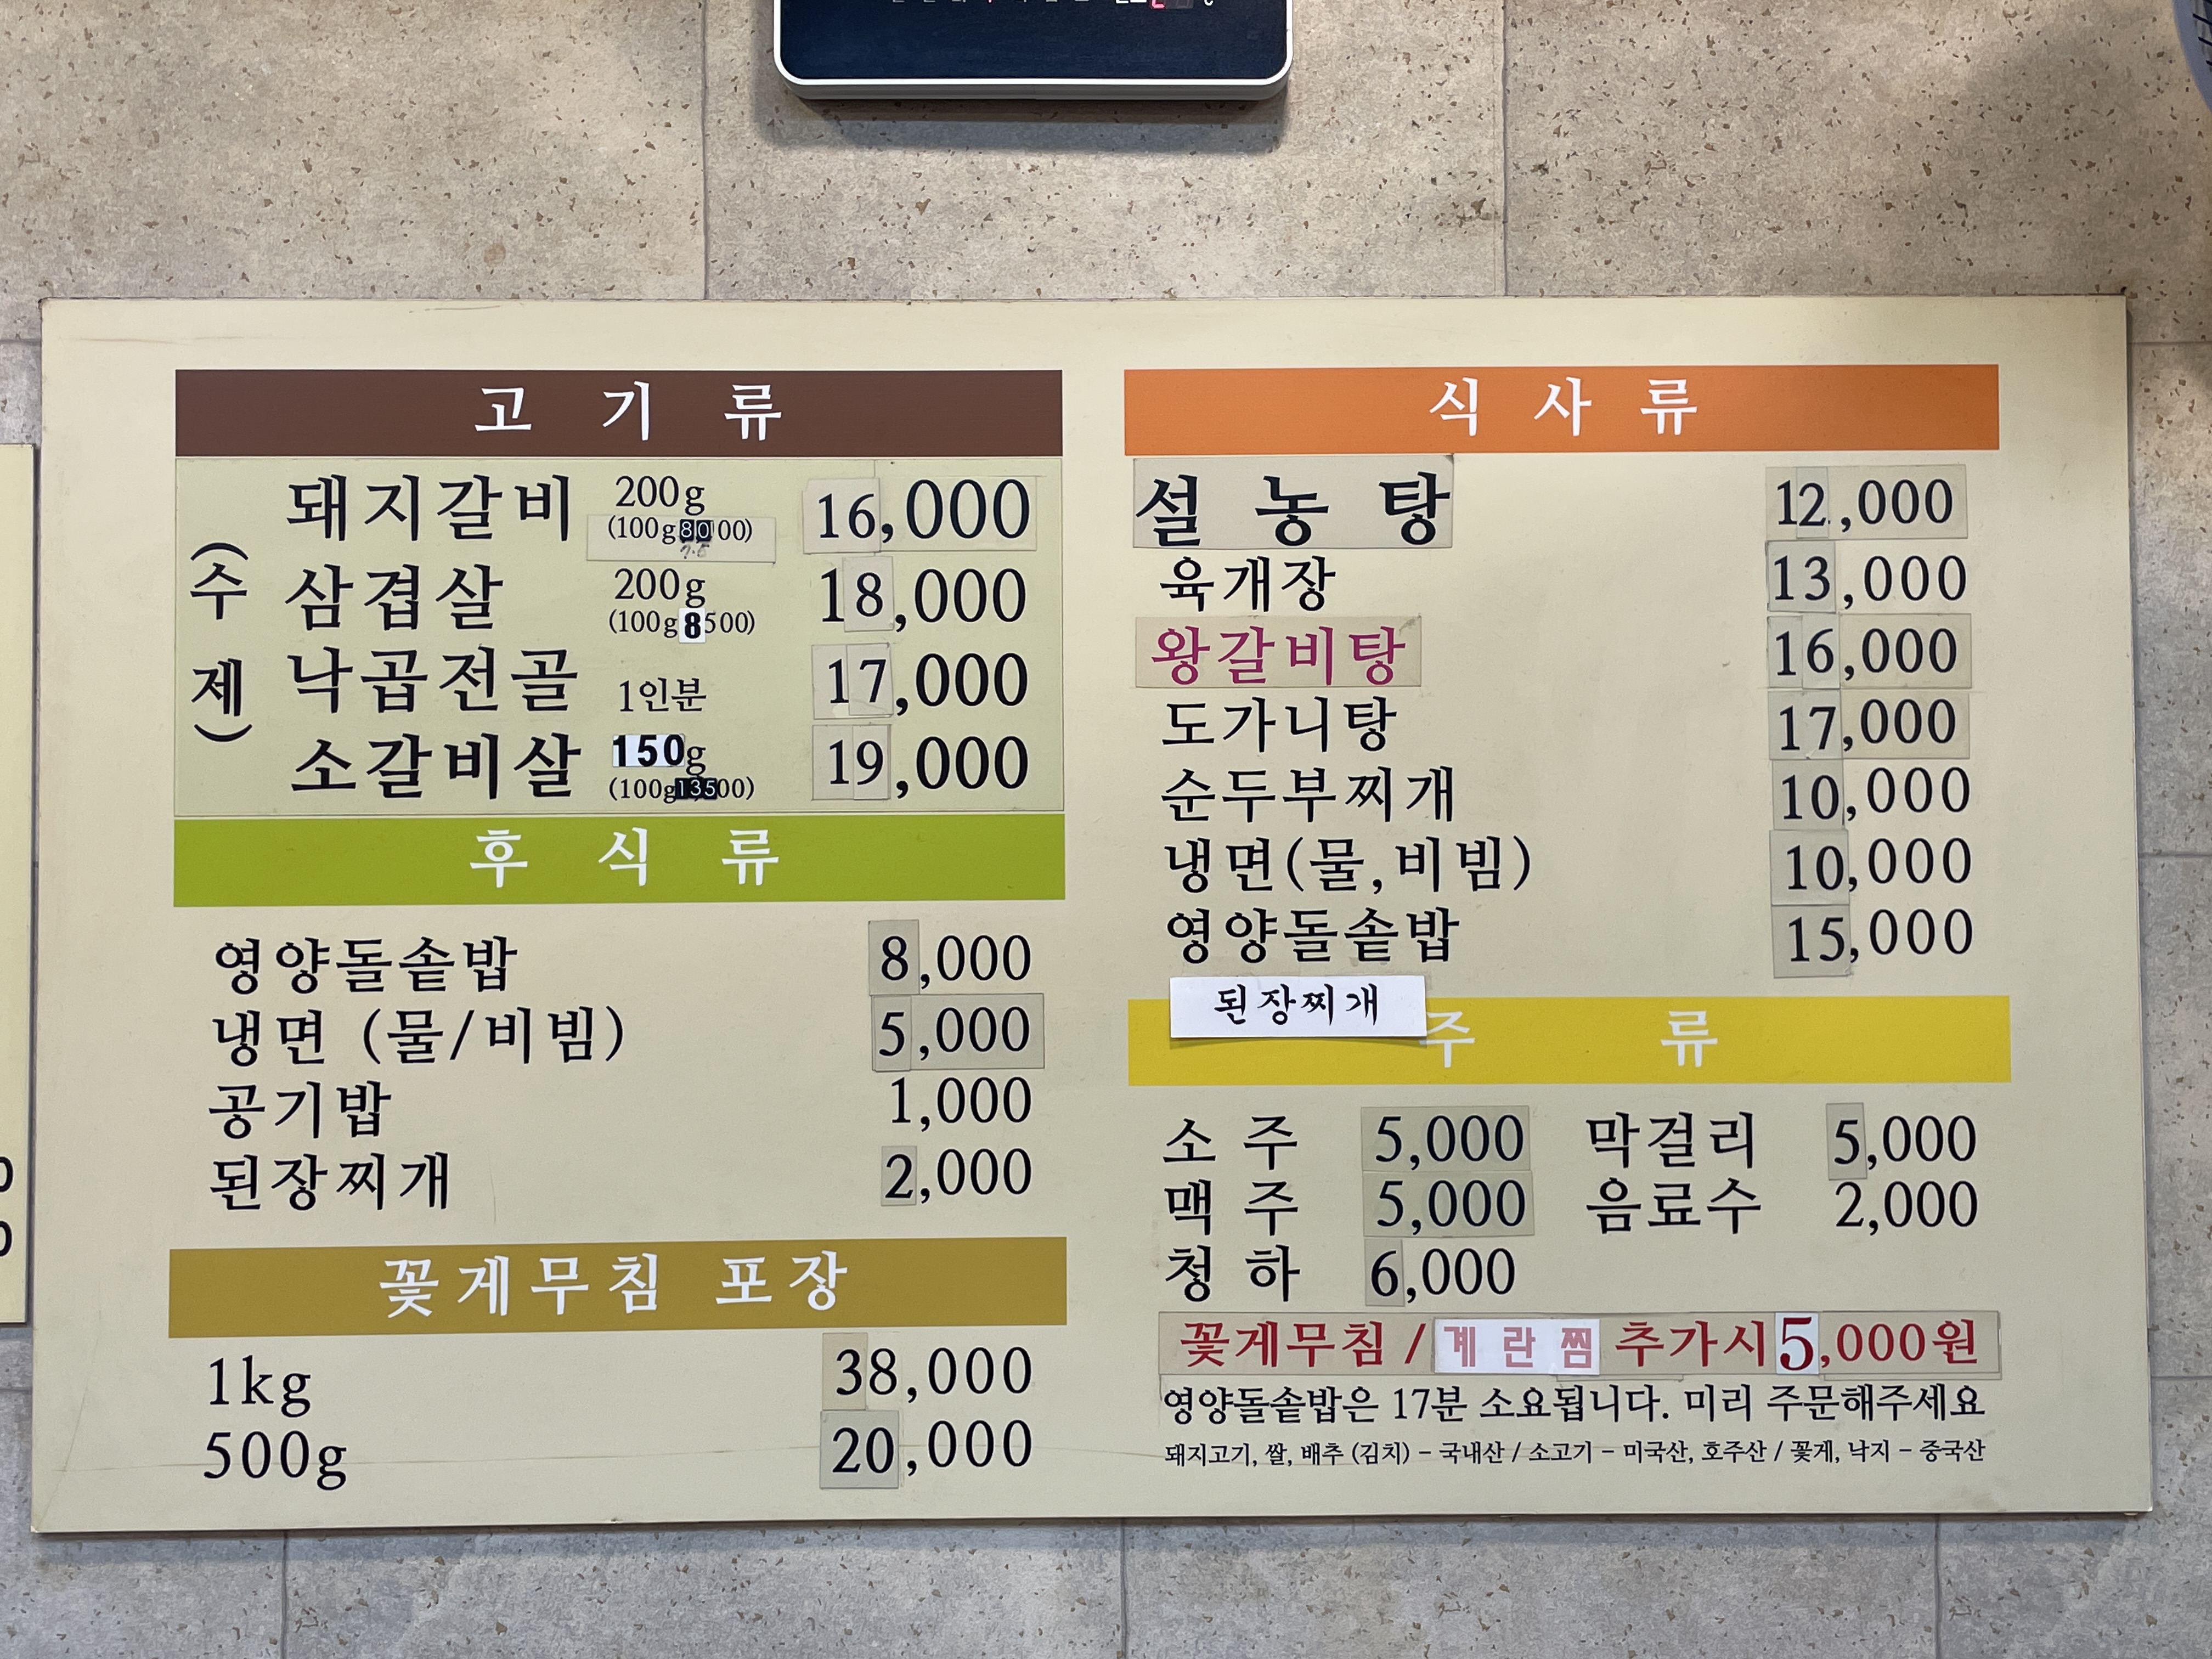 고기류
(수제)
돼지갈비 200g 16,000
(100g 8000)
삼겹살 200g 18,000
(100g 8500)
낙곱전골 1인분 17,000
소갈비살 150g 19,000
(100g 13500)
후식류
영양돌솥밥 8,000
냉면 (물/비빔) 5,000
공기밥 1,000
된장찌개 2,000
꽃게무침 포장
1kg 38,000
500g 20,000
식사류
설농탕 12,000
육개장 13,000
왕갈비탕 16,000
도가니탕 17,000
순두부찌개 10,000
냉면(물,비빔) 10,000
영양돌솥밥 15,000
된장찌개
주류
소주 5,000 막걸리 5,000
맥주 5,000 음료수 2,000
청하 6,000
꽃게무침 / 계란찜 추가시 5,000원
영양돌솥밥은 17분 소요됩니다. 미리 주문해주세요
돼지고기, 쌀, 배추 (김치) - 국내산 / 소고기 - 미국산, 호주산 / 꽃게, 낙지 - 중국산